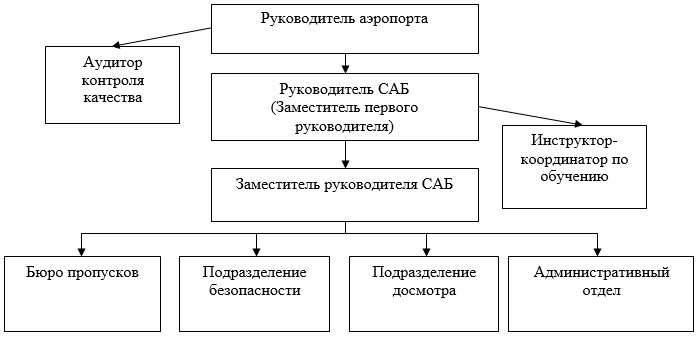 Руководитель аэропорта
Аудитор
контроля
качества
Руководитель САБ
(Заместитель первого
руководителя)
Инструктор-
координатор по
обучению
Заместитель руководителя САБ
Бюро пропусков
Подразделение
безопасности
Подразделение
досмотра
Административный
отдел